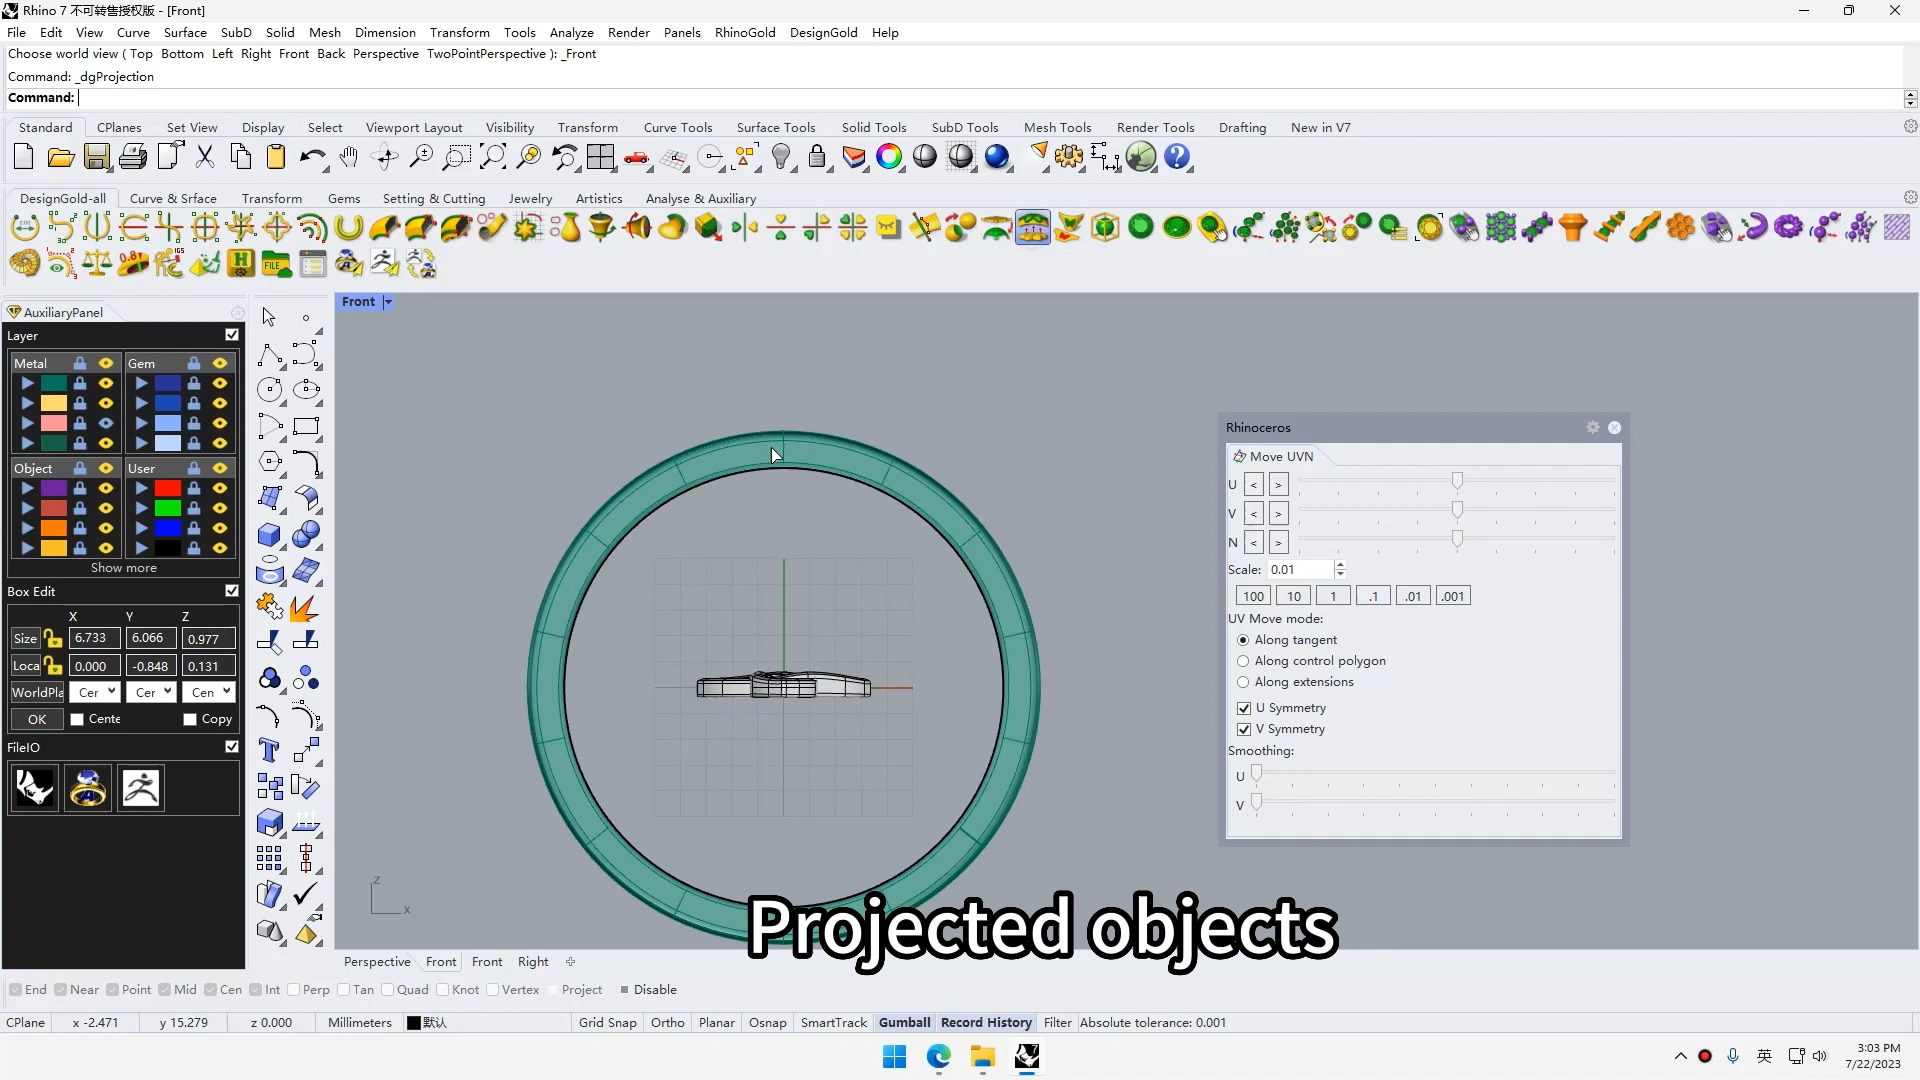 Rhino 7 不可转售授权版 - [Front]
File Edit View Curve Surface SubD Solid Mesh Dimension Transform Tools Analyze Render Panels RhinoGold DesignGold Help
Choose world view ( Top Bottom Left Right Front Back Perspective TwoPointPerspective ): _Front
Command: _dgProjection
Command:
Standard CPlanes Set View Display Select Viewport Layout Visibility Transform Curve Tools Surface Tools Solid Tools SubD Tools Mesh Tools Render Tools Drafting New in V7
DesignGold-all Curve & Srface Transform Gems Setting & Cutting Jewelry Artistics Analyse & Auxiliary
FILE
AuxiliaryPanel
Layer
Metal Gem
Object User
Show more
Box Edit
X Y Z
Size 6.733 6.066 0.977
Loca 0.000 -0.848 0.131
WorldPla Cer Cer Cen
OK Cente Copy
FileIO
Front
Rhinoceros
Move UVN
U < >
V < >
N < >
Scale: 0.01
100 10 1 .1 .01 .001
UV Move mode:
Along tangent
Along control polygon
Along extensions
U Symmetry
V Symmetry
Smoothing:
U
V
z
x
Projected objects
Perspective Front Front Right
End Near Point Mid Cen Int Perp Tan Quad Knot Vertex Project Disable
CPlane x -2.471 y 15.279 z 0.000 Millimeters 默认 Grid Snap Ortho Planar Osnap SmartTrack Gumball Record History Filter Absolute tolerance: 0.001
英
3:03 PM
7/22/2023